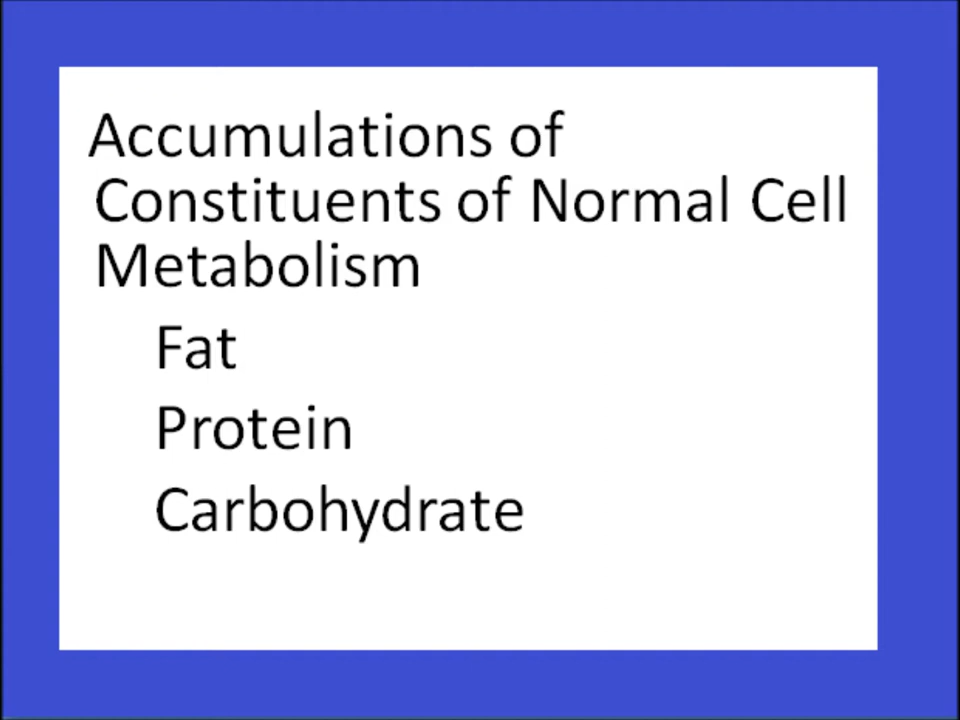 Accumulations of
Constituents of Normal Cell
Metabolism
Fat
Protein
Carbohydrate